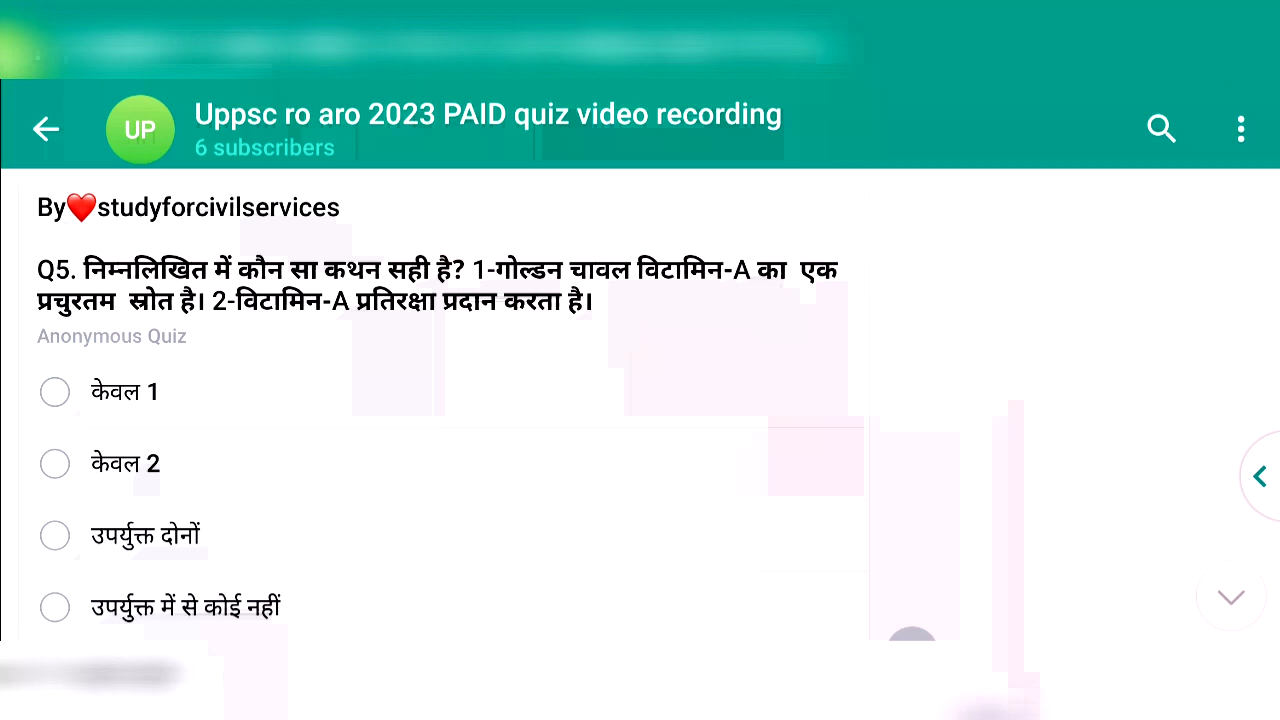 UP
Uppsc ro aro 2023 PAID quiz video recording
6 subscribers
By❤️studyforcivilservices
Q5. निम्नलिखित में कौन सा कथन सही है? 1-गोल्डन चावल विटामिन-A का एक
प्रचुरतम स्रोत है। 2-विटामिन-A प्रतिरक्षा प्रदान करता है।
Anonymous Quiz
केवल 1
केवल 2
उपर्युक्त दोनों
उपर्युक्त में से कोई नहीं